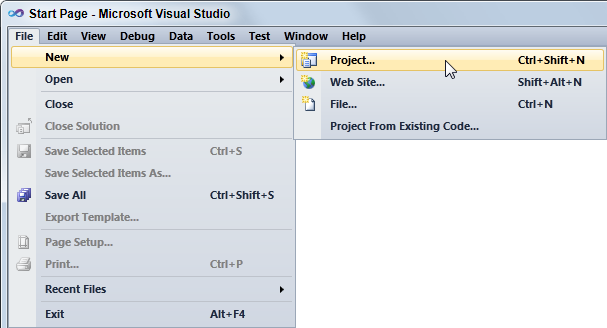 Start Page - Microsoft Visual Studio
File Edit View Debug Data Tools Test Window Help
New
Open
Close
Close Solution
Save Selected Items Ctrl+S
Save Selected Items As...
Save All Ctrl+Shift+S
Export Template...
Page Setup...
Print... Ctrl+P
Recent Files
Exit Alt+F4
Project... Ctrl+Shift+N
Web Site... Shift+Alt+N
File... Ctrl+N
Project From Existing Code...